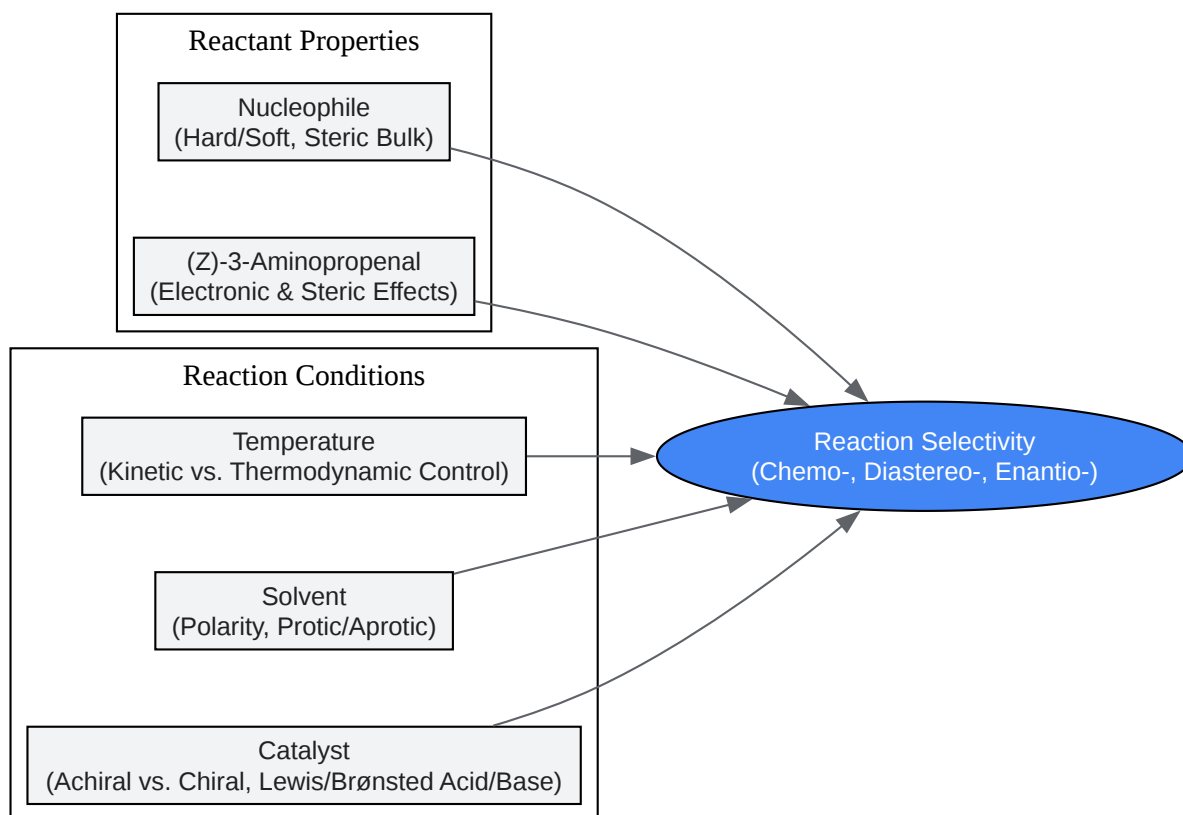 Reactant Properties
Nucleophile
(Hard/Soft, Steric Bulk)
(Z)-3-Aminopropenal
(Electronic & Steric Effects)
Reaction Conditions
Temperature
(Kinetic vs. Thermodynamic Control)
Solvent
(Polarity, Protic/Aprotic)
Catalyst
(Achiral vs. Chiral, Lewis/Brønsted Acid/Base)
Reaction Selectivity
(Chemo-, Diastereo-, Enantio-)